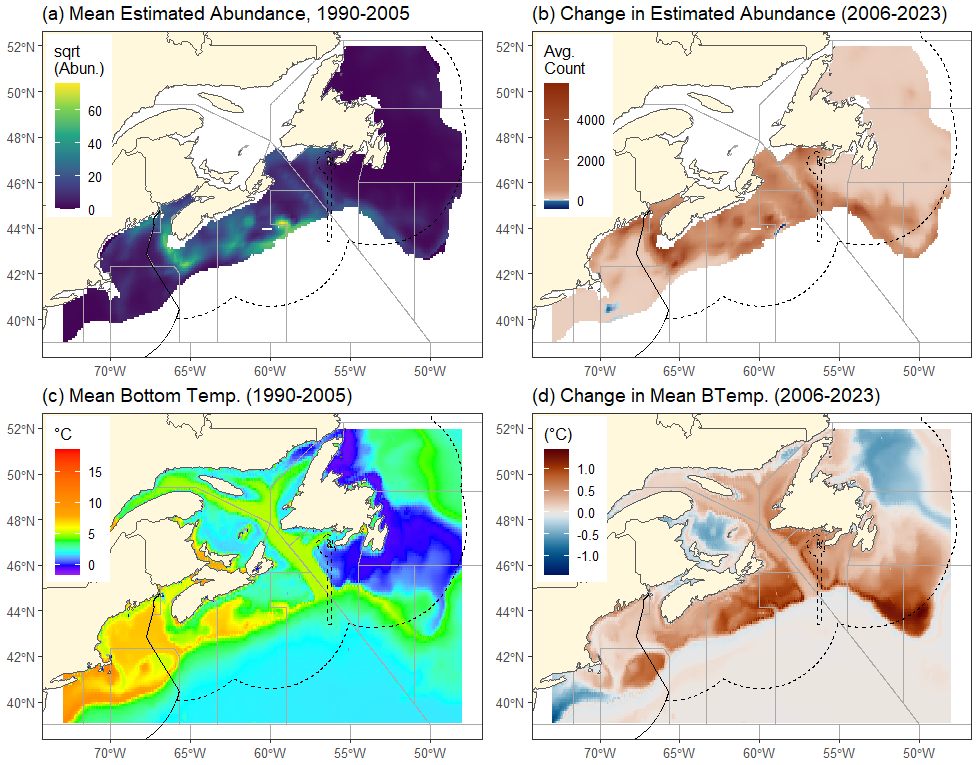 (a) Mean Estimated Abundance, 1990-2005
sqrt
(Abun.)
60
40
20
0
52°N
50°N
48°N
46°N
44°N
42°N
40°N
70°W
65°W
60°W
55°W
50°W
(b) Change in Estimated Abundance (2006-2023)
Avg.
Count
4000
2000
0
52°N
50°N
48°N
46°N
44°N
42°N
40°N
70°W
65°W
60°W
55°W
50°W
(c) Mean Bottom Temp. (1990-2005)
°C
15
10
5
0
52°N
50°N
48°N
46°N
44°N
42°N
40°N
70°W
65°W
60°W
55°W
50°W
(d) Change in Mean BTemp. (2006-2023)
(°C)
1.0
0.5
0.0
-0.5
-1.0
52°N
50°N
48°N
46°N
44°N
42°N
40°N
70°W
65°W
60°W
55°W
50°W